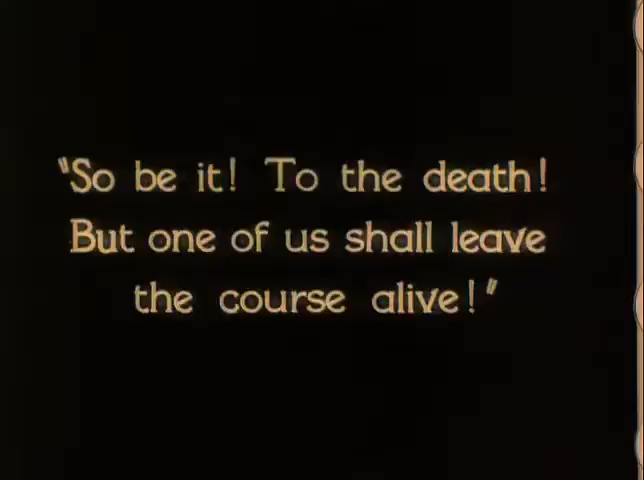 "So be it! To the death!
But one of us shall leave
the course alive!"